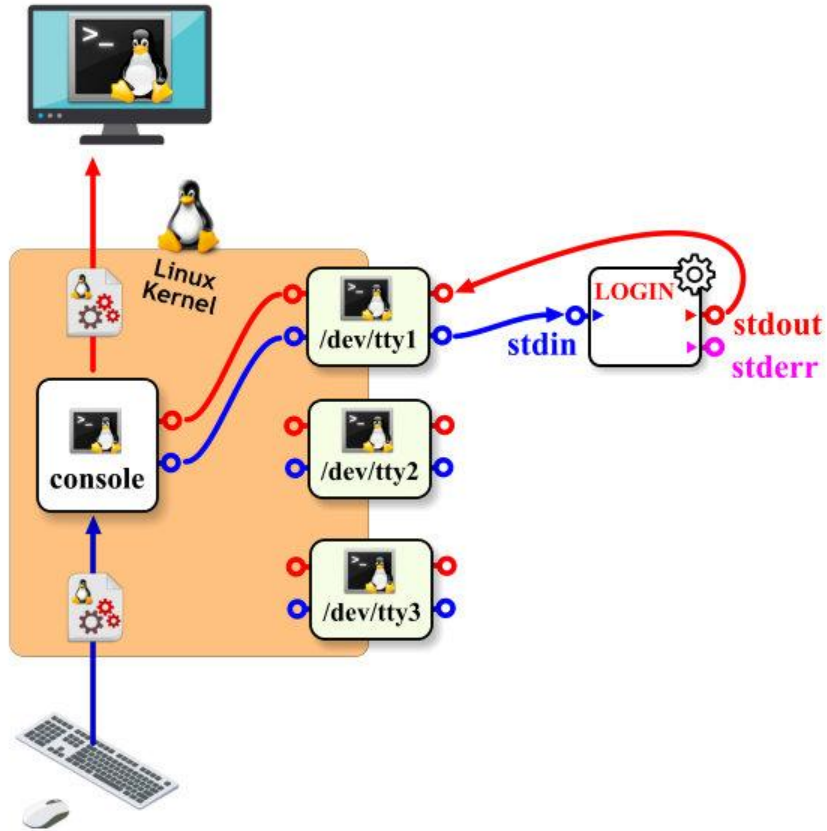 >_
Linux
Kernel
>_
/dev/tty1
LOGIN
stdin
stdout
stderr
>_
console
>_
/dev/tty2
>_
/dev/tty3